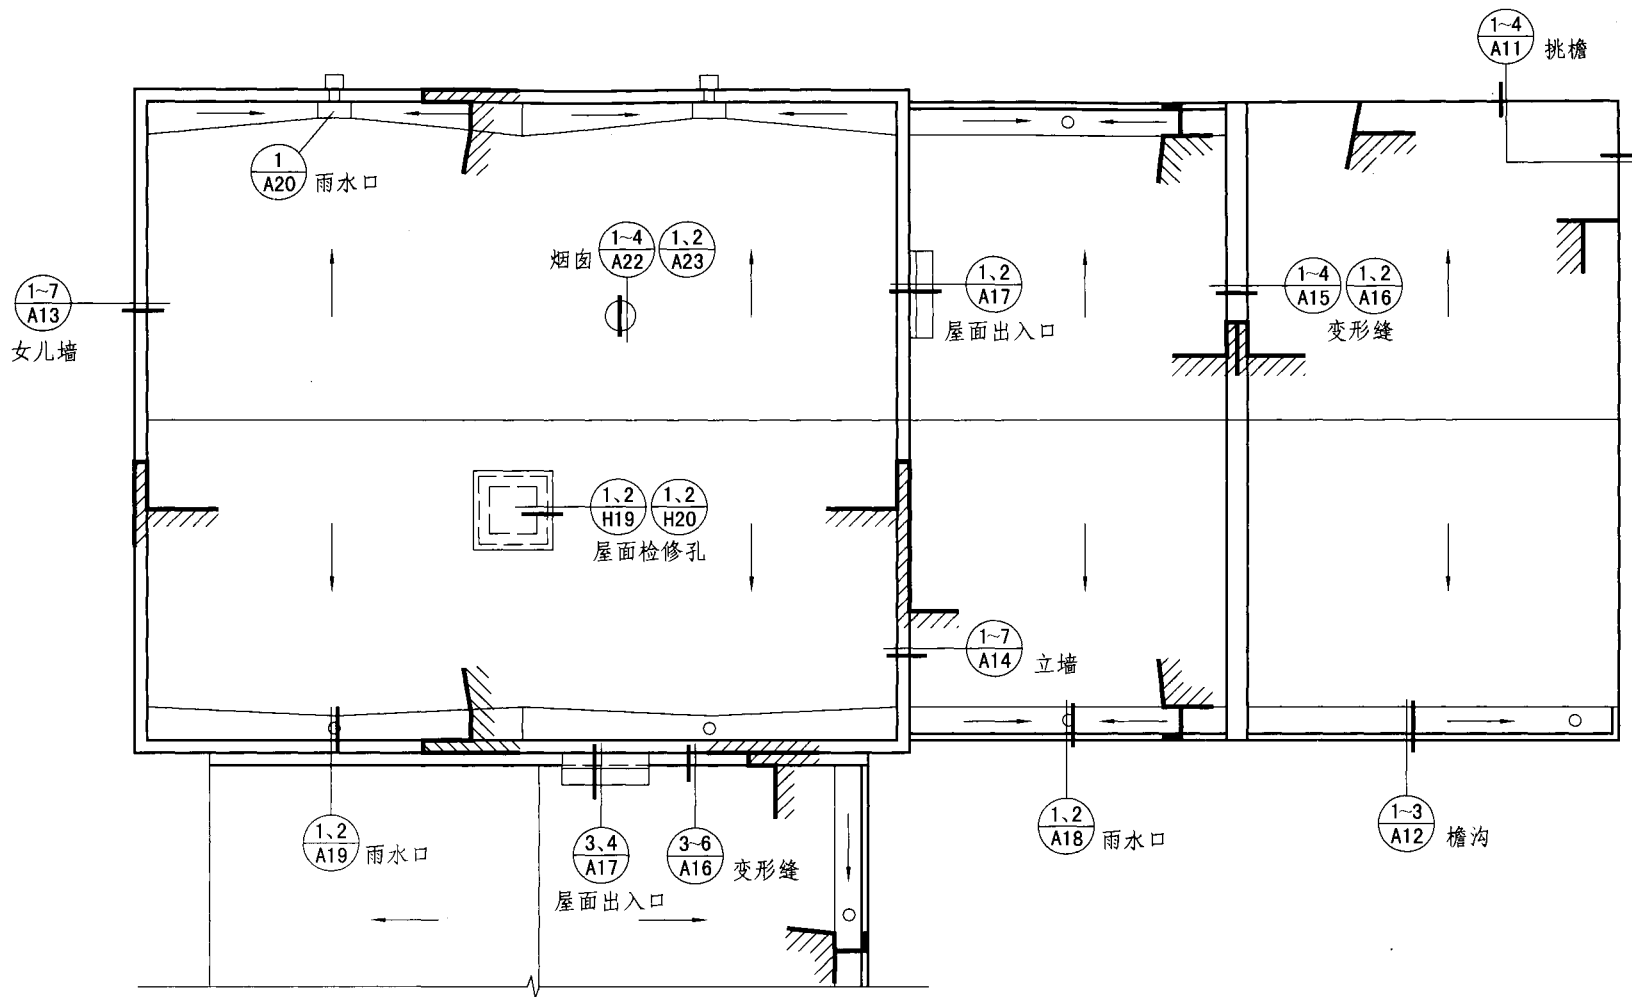 1~4
A11
挑檐
1
A20
雨水口
烟囱
1~4
A22
1、2
A23
1~7
A13
女儿墙
1、2
A17
屋面出入口
1~4
A15
1、2
A16
变形缝
1、2
H19
1、2
H20
屋面检修孔
1~7
A14
立墙
1、2
A19
雨水口
3、4
A17
屋面出入口
3~6
A16
变形缝
1、2
A18
雨水口
1~3
A12
檐沟